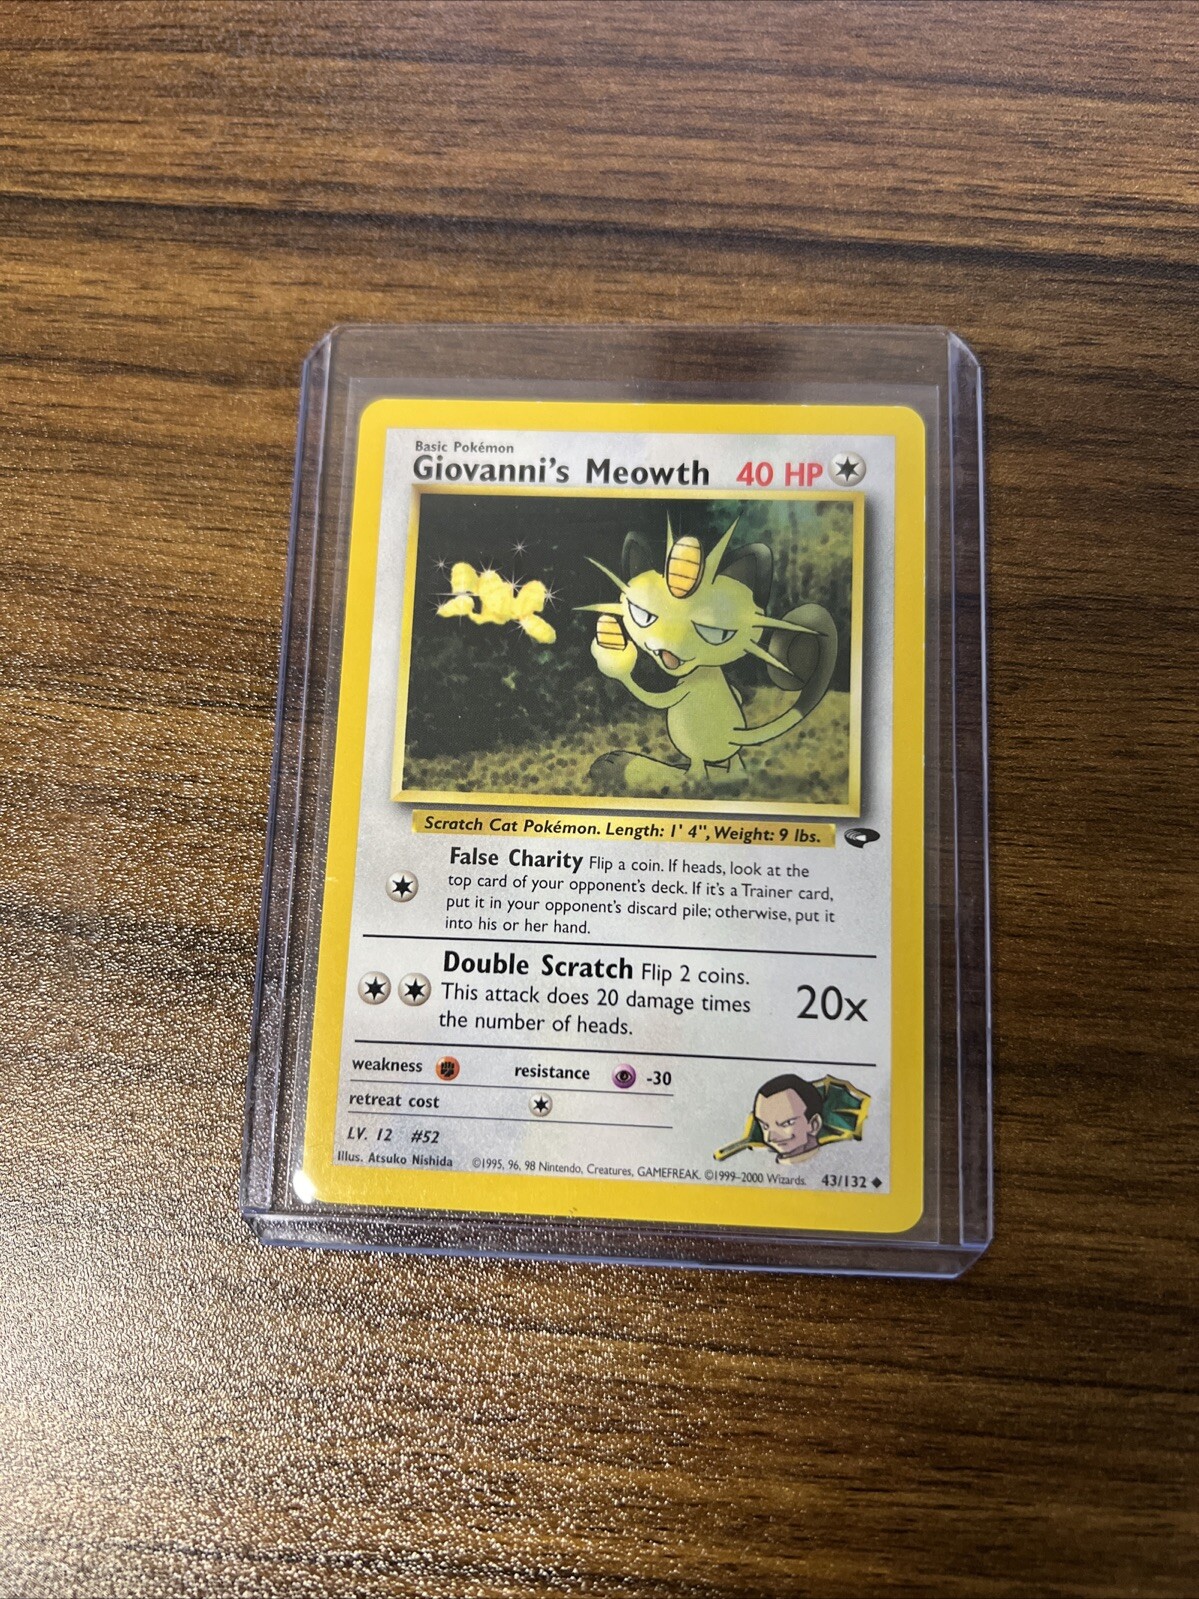 Basic Pokémon
Giovanni's Meowth 40 HP
Scratch Cat Pokémon. Length: 1' 4", Weight: 9 lbs.
False Charity Flip a coin. If heads, look at the
top card of your opponent's deck. If it's a Trainer card,
put it in your opponent's discard pile; otherwise, put it
into his or her hand.
Double Scratch Flip 2 coins.
This attack does 20 damage times
the number of heads.
20x
weakness resistance -30
retreat cost
LV. 12 #52
Illus. Atsuko Nishida ©1995, 96, 98 Nintendo, Creatures, GAMEFREAK. ©1999-2000 Wizards. 43/132